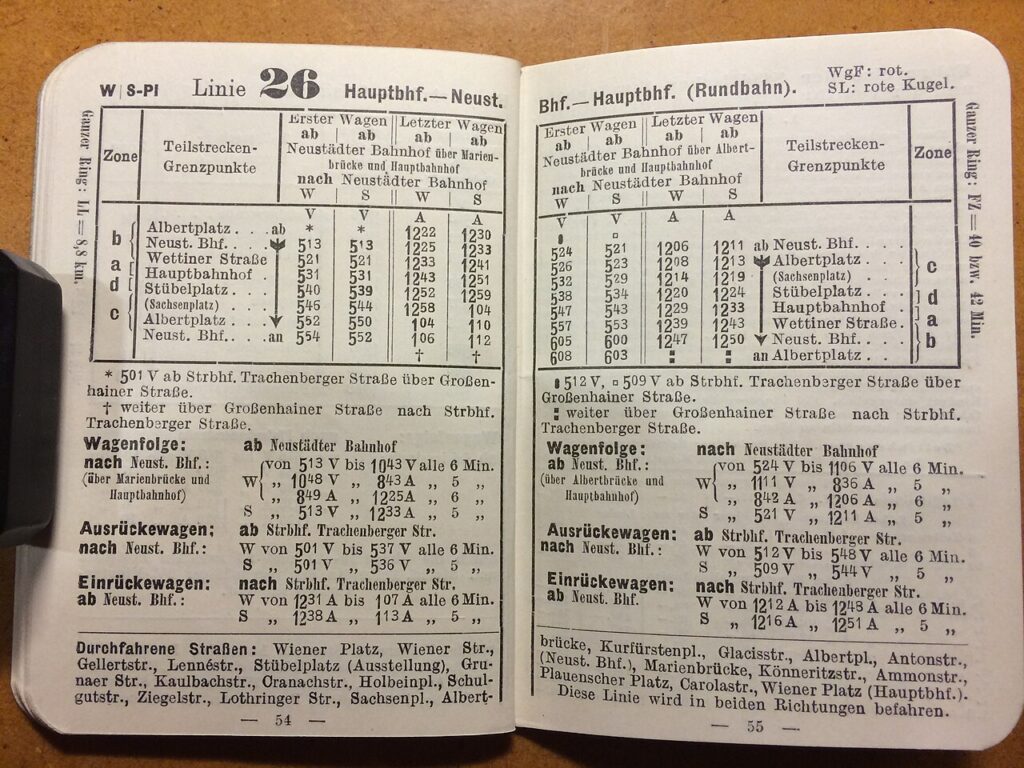 W | S-Pl Linie 26 Hauptbhf.—Neust.
Ganzer Ring: LL = 8,8 km.
Zone
Teilstrecken-
Grenzpunkte
Erster Wagen | Letzter Wagen
ab | ab | ab | ab
Neustädter Bahnhof über Marien-
brücke und Hauptbahnhof
nach Neustädter Bahnhof
W | S | W | S
V V A A
b Albertplatz . . ab * * 12 22 12 30
Neust. Bhf. . . . 5 13 5 13 12 25 12 33
a Wettiner Straße 5 21 5 21 12 33 12 41
d Hauptbahnhof . 5 31 5 31 12 43 12 51
Stübelplatz . . . 5 40 5 39 12 52 12 59
c (Sachsenplatz) . . 5 46 5 44 12 58 1 04
Albertplatz . . . 5 52 5 50 1 04 1 10
Neust. Bhf. . . an 5 54 5 52 1 06 1 12
† †
* 5 01 V ab Strbhf. Trachenberger Straße über Großen-
hainer Straße.
† weiter über Großenhainer Straße nach Strbhf.
Trachenberger Straße.
Wagenfolge: ab Neustädter Bahnhof
nach Neust. Bhf.: W von 5 13 V bis 10 43 V alle 6 Min.
(über Marienbrücke und „ 10 48 V „ 8 43 A „ 5 „
Hauptbahnhof) „ 8 49 A „ 12 25 A „ 6 „
S „ 5 13 V „ 12 33 A „ 5 „
Ausrückewagen: ab Strbhf. Trachenberger Str.
nach Neust. Bhf.: W von 5 01 V bis 5 37 V alle 6 Min.
S „ 5 01 V „ 5 36 V „ 5 „
Einrückewagen: nach Strbhf. Trachenberger Str.
ab Neust. Bhf.: W von 12 31 A bis 1 07 A alle 6 Min.
S „ 12 38 A „ 1 13 A „ 5 „
Durchfahrene Straßen: Wiener Platz, Wiener Str.,
Gellertstr., Lennéstr., Stübelplatz (Ausstellung), Gru-
naer Str., Kaulbachstr., Cranachstr., Holbeinpl., Schul-
gutstr., Ziegelstr., Lothringer Str., Sachsenpl., Albert-
— 54 —
Bhf.—Hauptbhf. (Rundbahn). WgF: rot.
SL: rote Kugel.
Erster Wagen | Letzter Wagen
ab | ab | ab | ab
Neustädter Bahnhof über Albert-
brücke und Hauptbahnhof
nach Neustädter Bahnhof
W | S | W | S
Teilstrecken-
Grenzpunkte
Zone
V V A A
5 24 5 21 12 06 12 11 ab Neust. Bhf. . . .
5 26 5 23 12 08 12 13 Albertplatz . . . c
5 32 5 29 12 14 12 19 (Sachsenplatz) . .
5 38 5 34 12 20 12 24 Stübelplatz . . . d
5 47 5 43 12 29 12 33 Hauptbahnhof .
5 57 5 53 12 39 12 43 Wettiner Straße . a
6 05 6 00 12 47 12 50 Neust. Bhf. . . . b
6 08 6 03 an Albertplatz . .
Ganzer Ring: FZ = 40 bzw. 42 Min.
5 12 V, ▫ 5 09 V ab Strbhf. Trachenberger Straße über
Großenhainer Straße.
weiter über Großenhainer Straße nach Strbhf.
Trachenberger Straße.
Wagenfolge: nach Neustädter Bahnhof
ab Neust. Bhf.: W von 5 24 V bis 11 06 V alle 6 Min.
(über Albertbrücke und „ 11 11 V „ 8 36 A „ 5 „
Hauptbahnhof) „ 8 42 A „ 12 06 A „ 6 „
S „ 5 21 V „ 12 11 A „ 5 „
Ausrückewagen: ab Strbhf. Trachenberger Str.
nach Neust. Bhf.: W von 5 12 V bis 5 48 V alle 6 Min.
S „ 5 09 V „ 5 44 V „ 5 „
Einrückewagen: nach Strbhf. Trachenberger Str.
ab Neust. Bhf. W von 12 12 A bis 12 48 A alle 6 Min.
S „ 12 16 A „ 12 51 A „ 5 „
brücke, Kurfürstenpl., Glacisstr., Albertpl., Antonstr.,
(Neust. Bhf.), Marienbrücke, Könneritzstr., Ammonstr.,
Plauenscher Platz, Carolastr., Wiener Platz (Hauptbhf.).
Diese Linie wird in beiden Richtungen befahren.
— 55 —